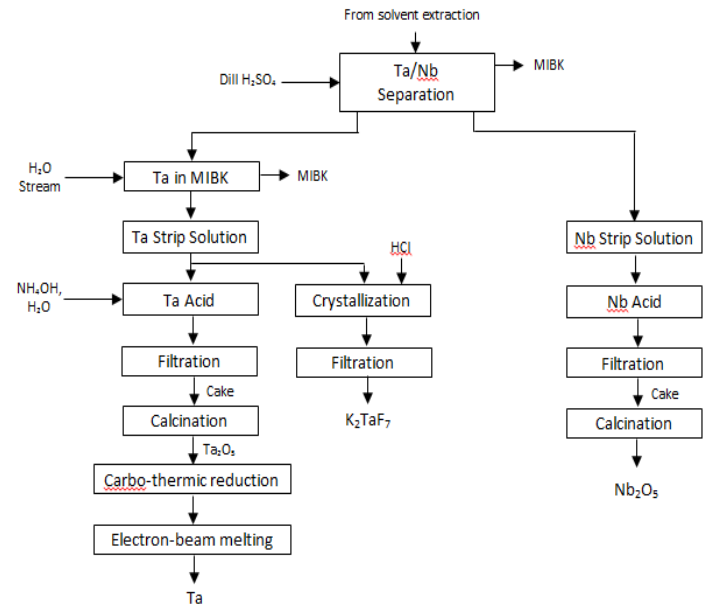 From solvent extraction
Dill H₂SO₄
Ta/Nb
Separation
MIBK
H₂O
Stream
Ta in MIBK
MIBK
Ta Strip Solution
Nb Strip Solution
HCl
NH₄OH,
H₂O
Ta Acid
Crystallization
Nb Acid
Filtration
Filtration
Filtration
Cake
Cake
Calcination
K₂TaF₇
Calcination
Ta₂O₅
Carbo-thermic reduction
Nb₂O₅
Electron-beam melting
Ta